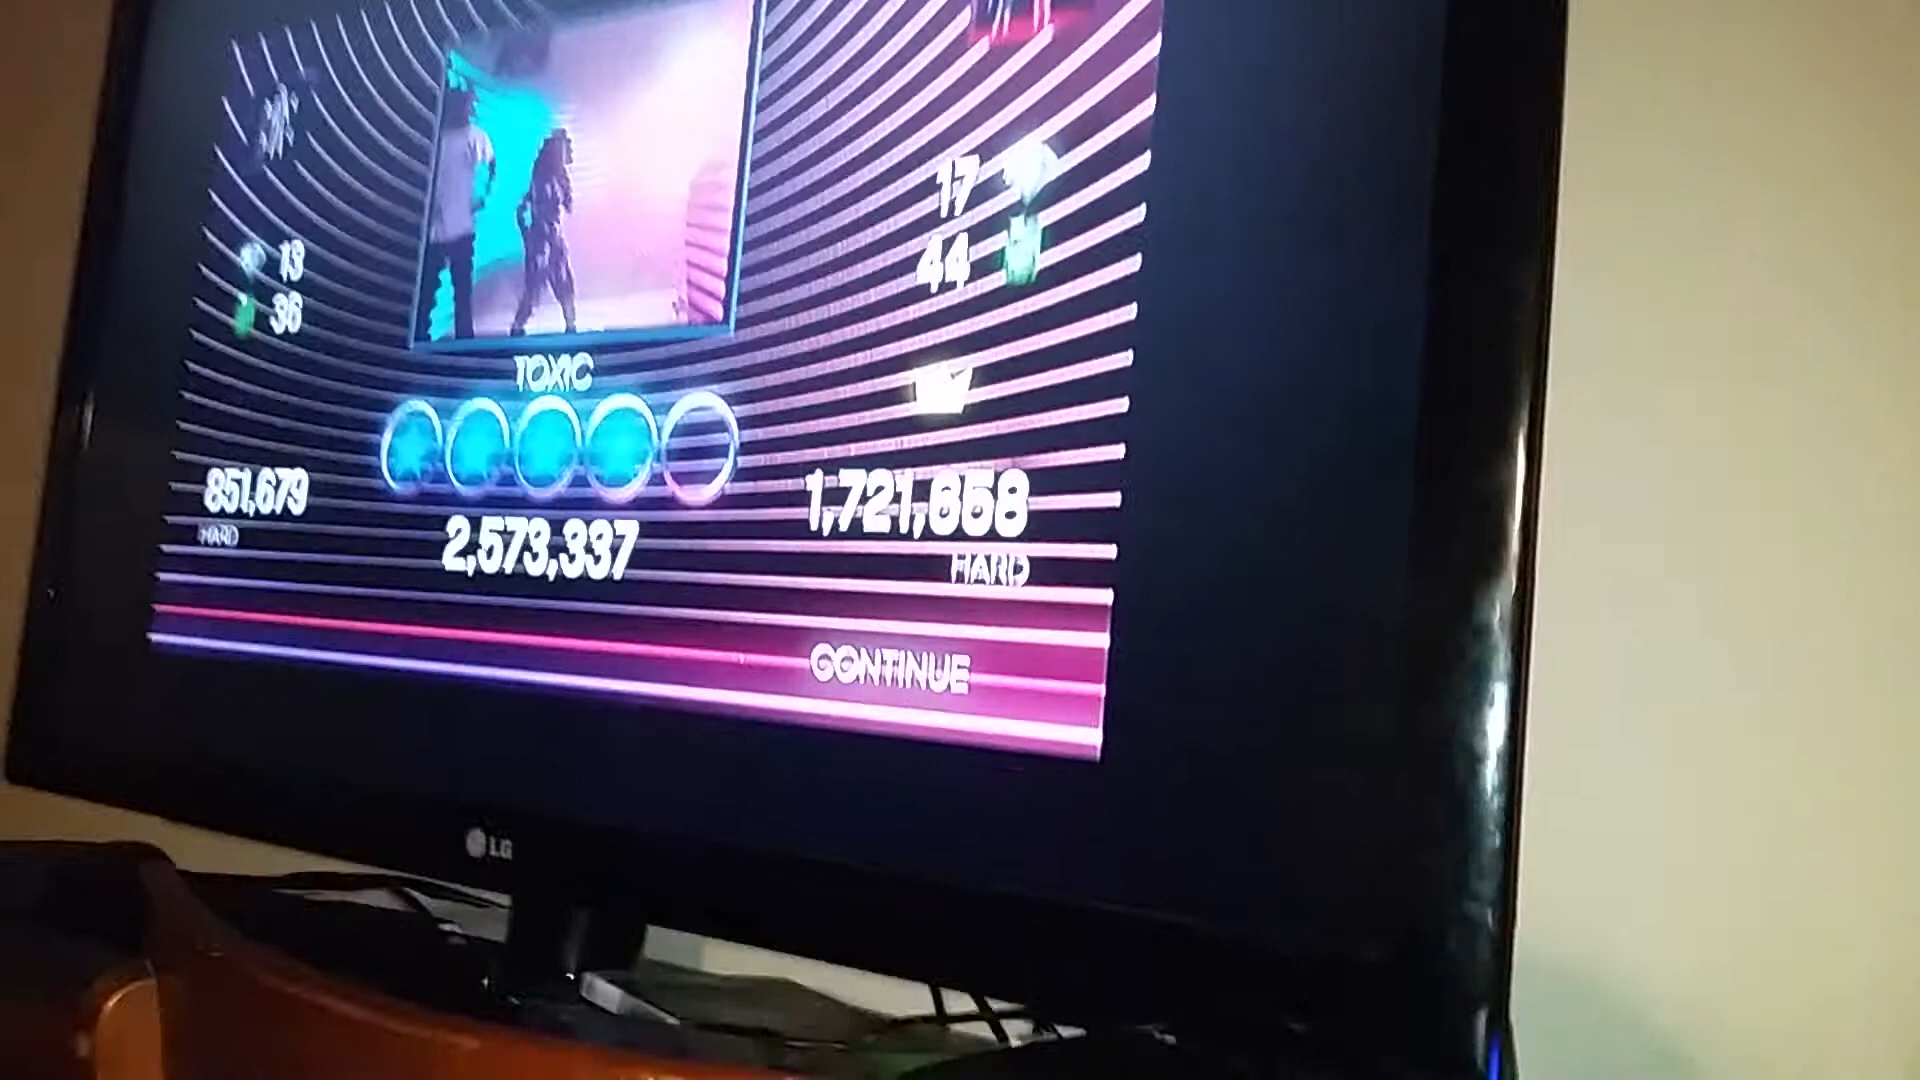 13
36
17
44
TOXIC
851,679
HARD
2,573,337
1,721,658
HARD
CONTINUE
LG